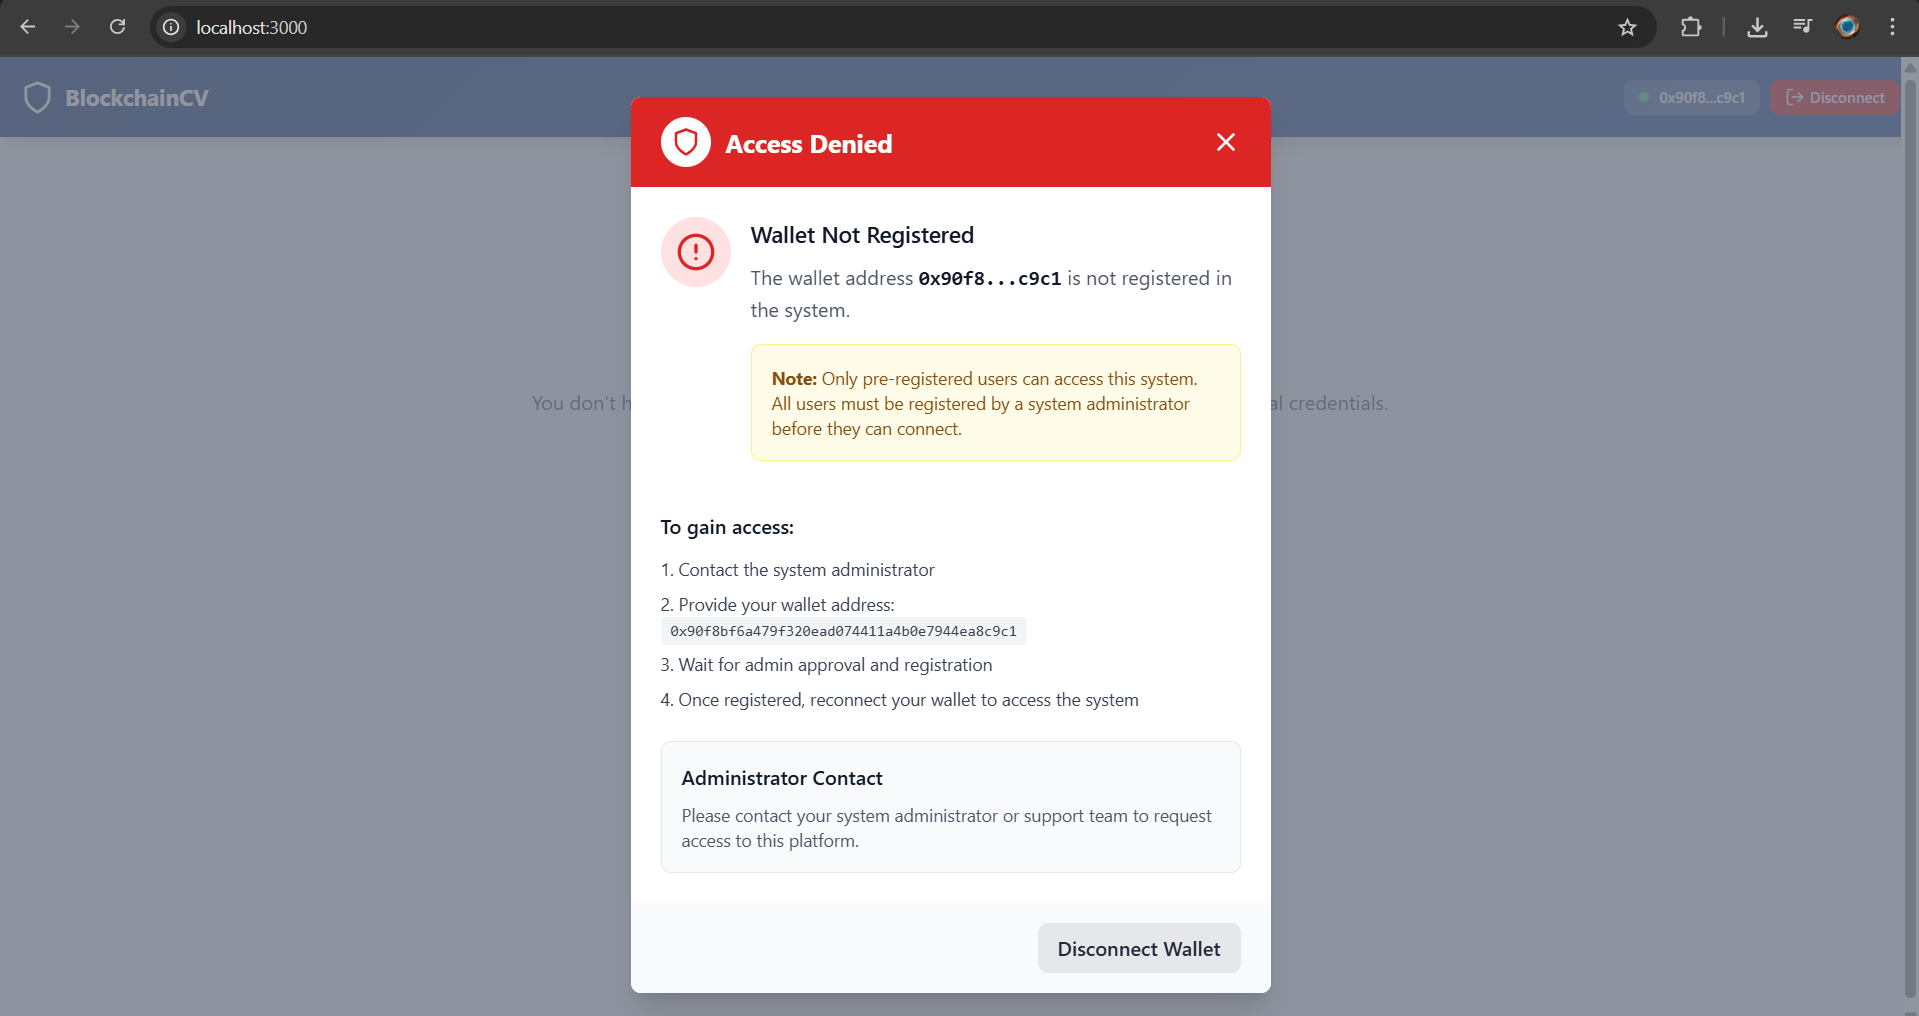 localhost:3000
BlockchainCV
0x90f8...c9c1
Disconnect
Access Denied
Wallet Not Registered
The wallet address 0x90f8...c9c1 is not registered in
the system.
Note: Only pre-registered users can access this system.
All users must be registered by a system administrator
before they can connect.
You don't h
al credentials.
To gain access:
1. Contact the system administrator
2. Provide your wallet address:
0x90f8bf6a479f320ead074411a4b0e7944ea8c9c1
3. Wait for admin approval and registration
4. Once registered, reconnect your wallet to access the system
Administrator Contact
Please contact your system administrator or support team to request
access to this platform.
Disconnect Wallet